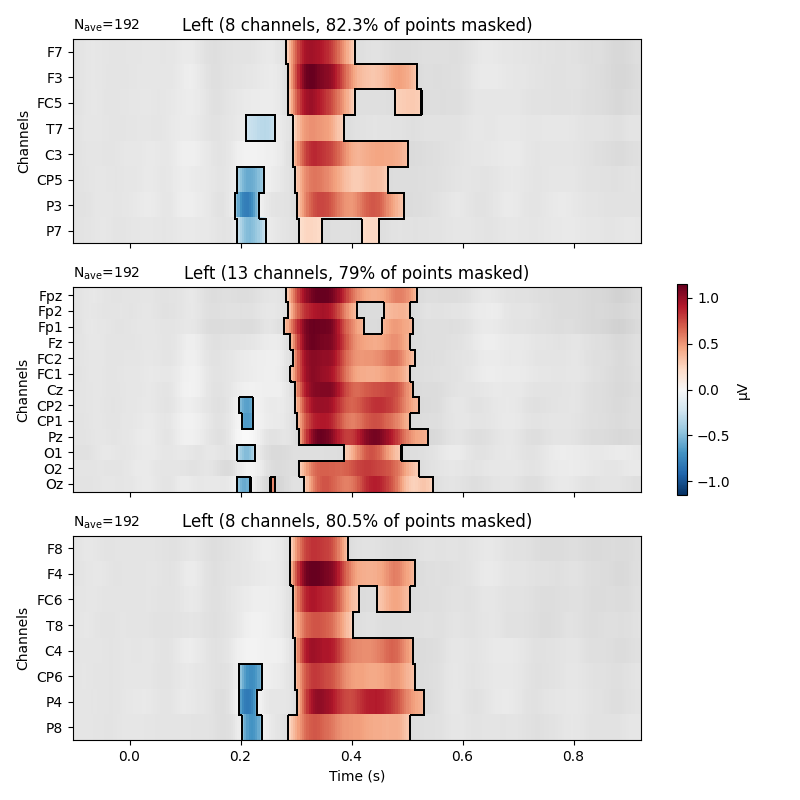 N_ave=192 Left (8 channels, 82.3% of points masked)
Channels
F7
F3
FC5
T7
C3
CP5
P3
P7
N_ave=192 Left (13 channels, 79% of points masked)
Channels
Fpz
Fp2
Fp1
Fz
FC2
FC1
Cz
CP2
CP1
Pz
O1
O2
Oz
1.0
0.5
0.0
−0.5
−1.0
µV
N_ave=192 Left (8 channels, 80.5% of points masked)
Channels
F8
F4
FC6
T8
C4
CP6
P4
P8
0.0 0.2 0.4 0.6 0.8
Time (s)